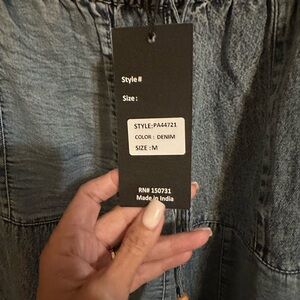 Style #
Size :
STYLE:PA44721
COLOR : DENIM
SIZE : M
RN# 150731
Made in India